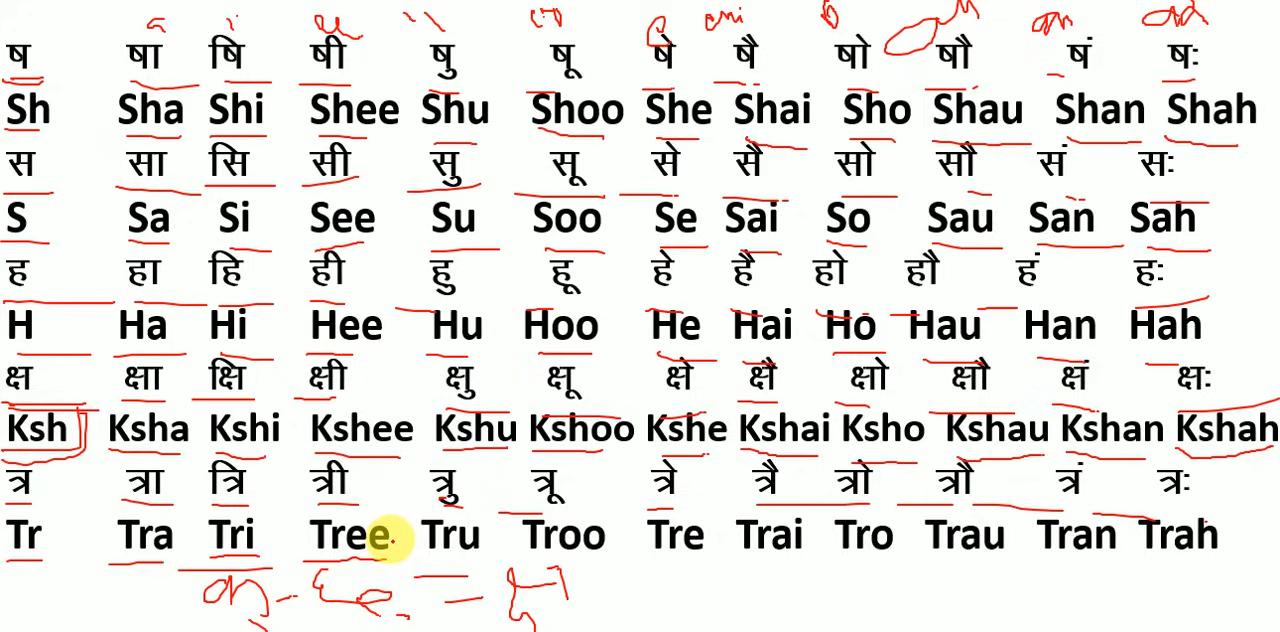 ष षा षि षी षु षू षे षै षो षौ षं षः
Sh Sha Shi Shee Shu Shoo She Shai Sho Shau Shan Shah
स सा सि सी सु सू से सै सो सौ सं सः
S Sa Si See Su Soo Se Sai So Sau San Sah
ह हा हि ही हु हू हे है हो हौ हं हः
H Ha Hi Hee Hu Hoo He Hai Ho Hau Han Hah
क्ष क्षा क्षि क्षी क्षु क्षू क्षे क्षै क्षो क्षौ क्षं क्षः
Ksh Ksha Kshi Kshee Kshu Kshoo Kshe Kshai Ksho Kshau Kshan Kshah
त्र त्रा त्रि त्री त्रु त्रू त्रे त्रै त्रो त्रौ त्रं त्रः
Tr Tra Tri Tree Tru Troo Tre Trai Tro Trau Tran Trah